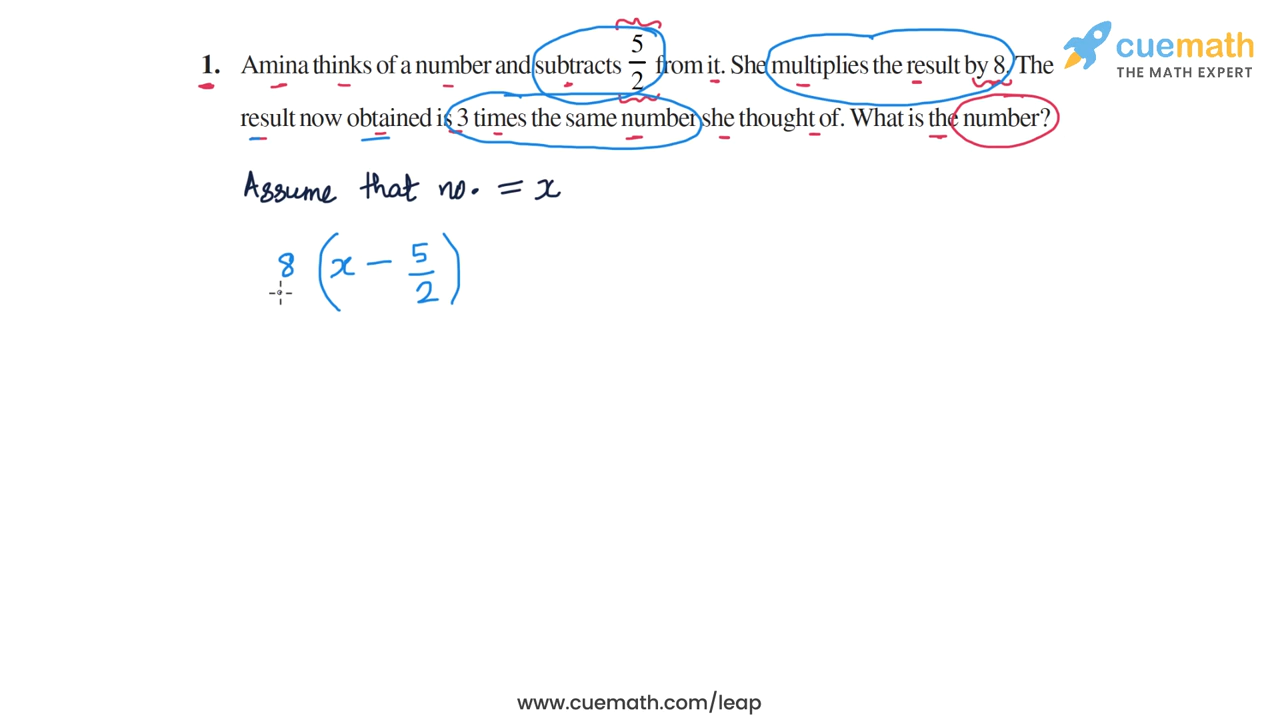 cuemath
THE MATH EXPERT
1. Amina thinks of a number and subtracts 5/2 from it. She multiplies the result by 8. The
result now obtained is 3 times the same number she thought of. What is the number?
Assume that no. = x
8 (x - 5/2)
www.cuemath.com/leap